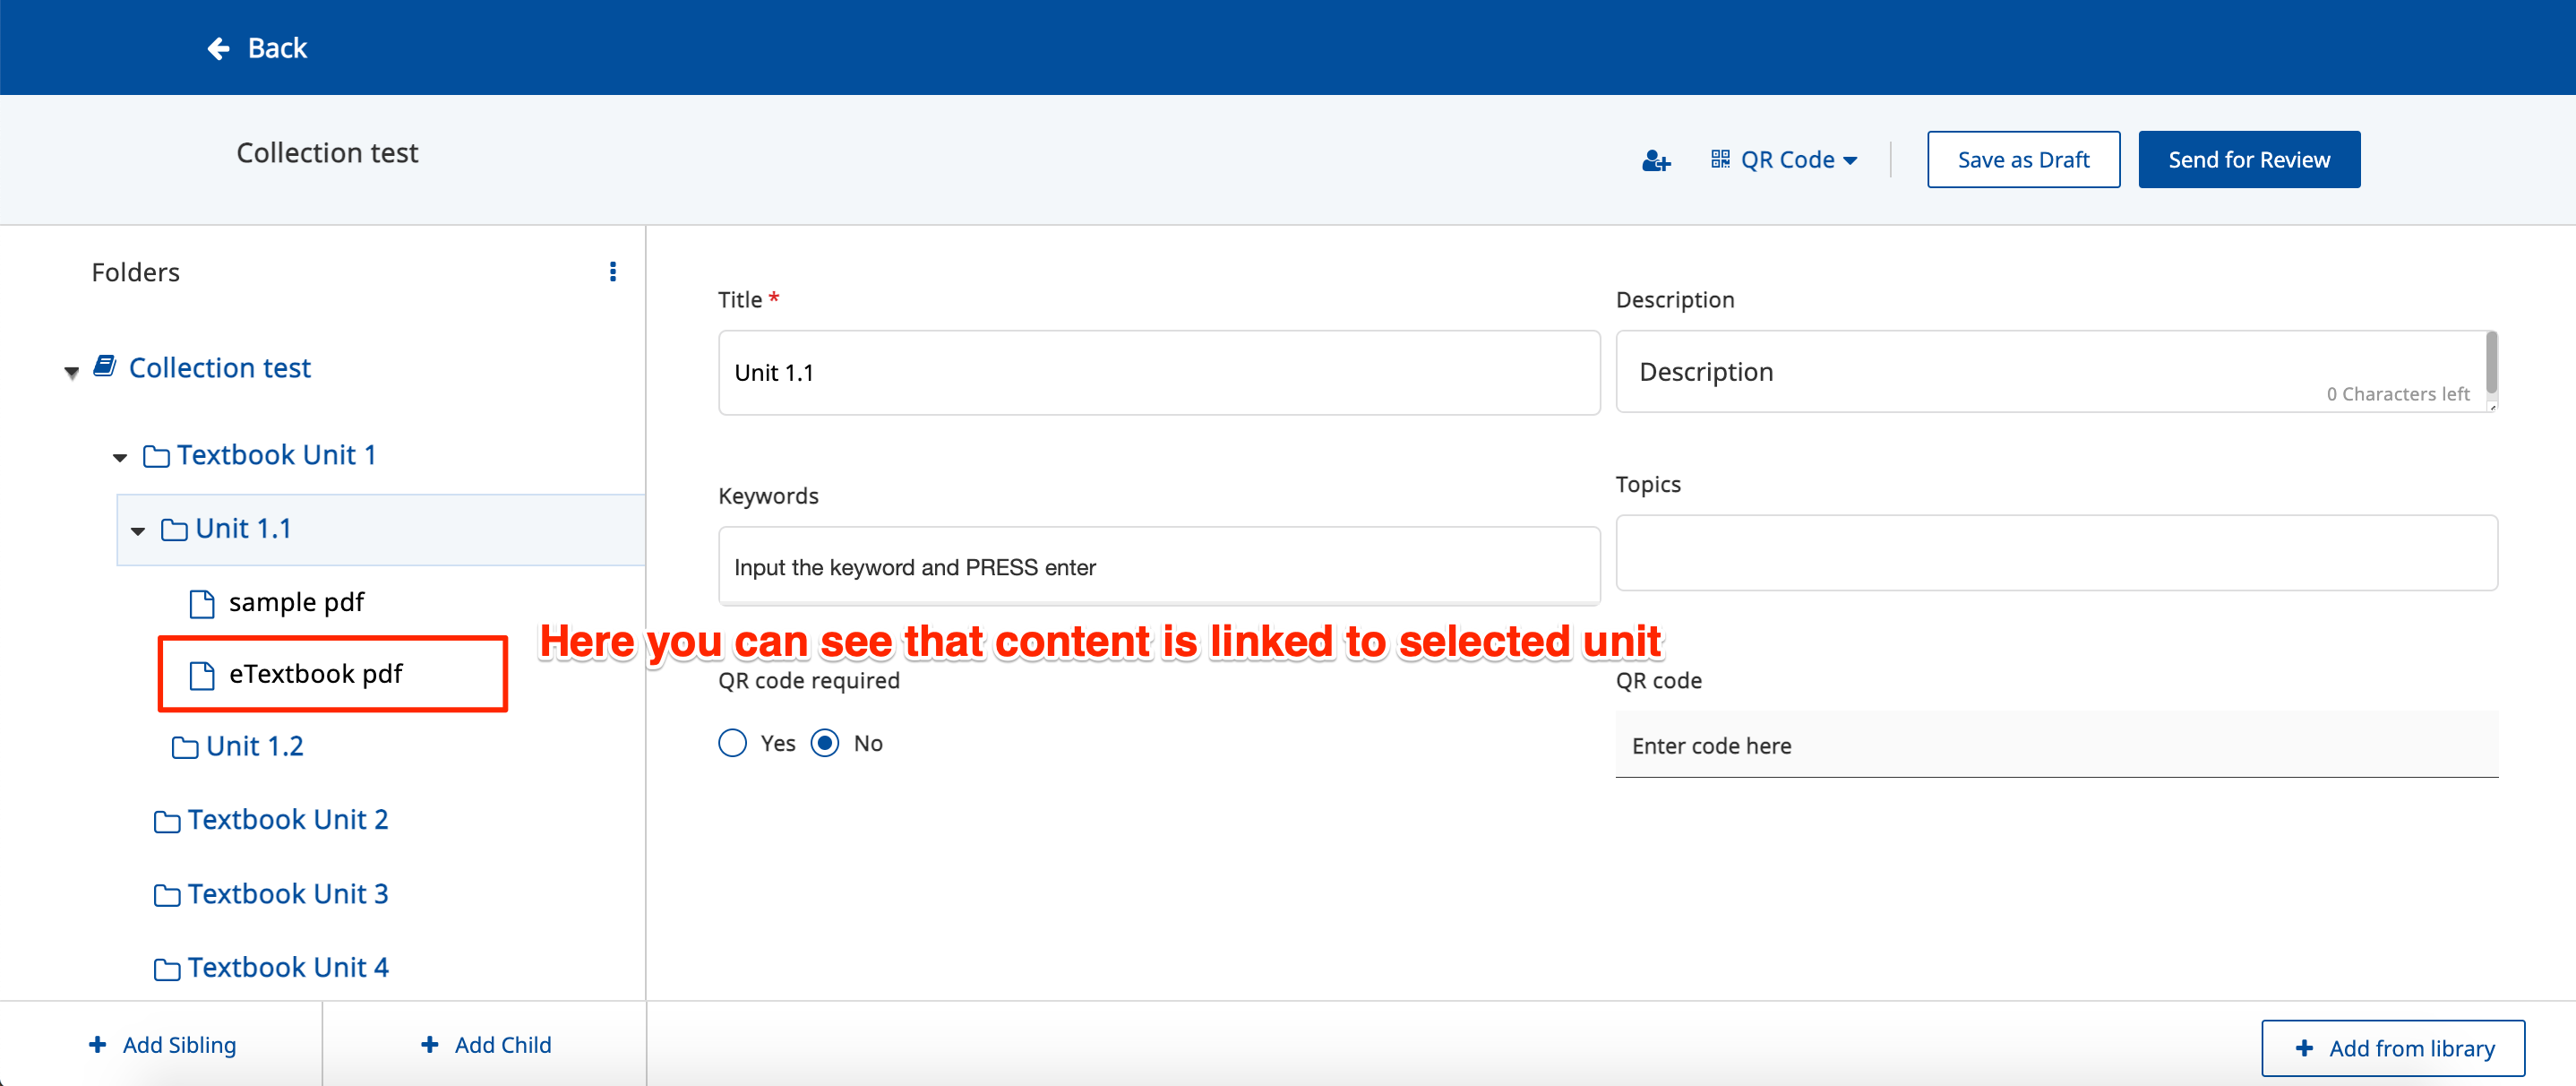 Back
Collection test
QR Code
Save as Draft
Send for Review
Folders
Collection test
Textbook Unit 1
Unit 1.1
sample pdf
eTextbook pdf
Unit 1.2
Textbook Unit 2
Textbook Unit 3
Textbook Unit 4
Add Sibling
Add Child
Title *
Unit 1.1
Description
Description
0 Characters left
Keywords
Input the keyword and PRESS enter
Topics
Here you can see that content is linked to selected unit
QR code required
Yes No
QR code
Enter code here
Add from library